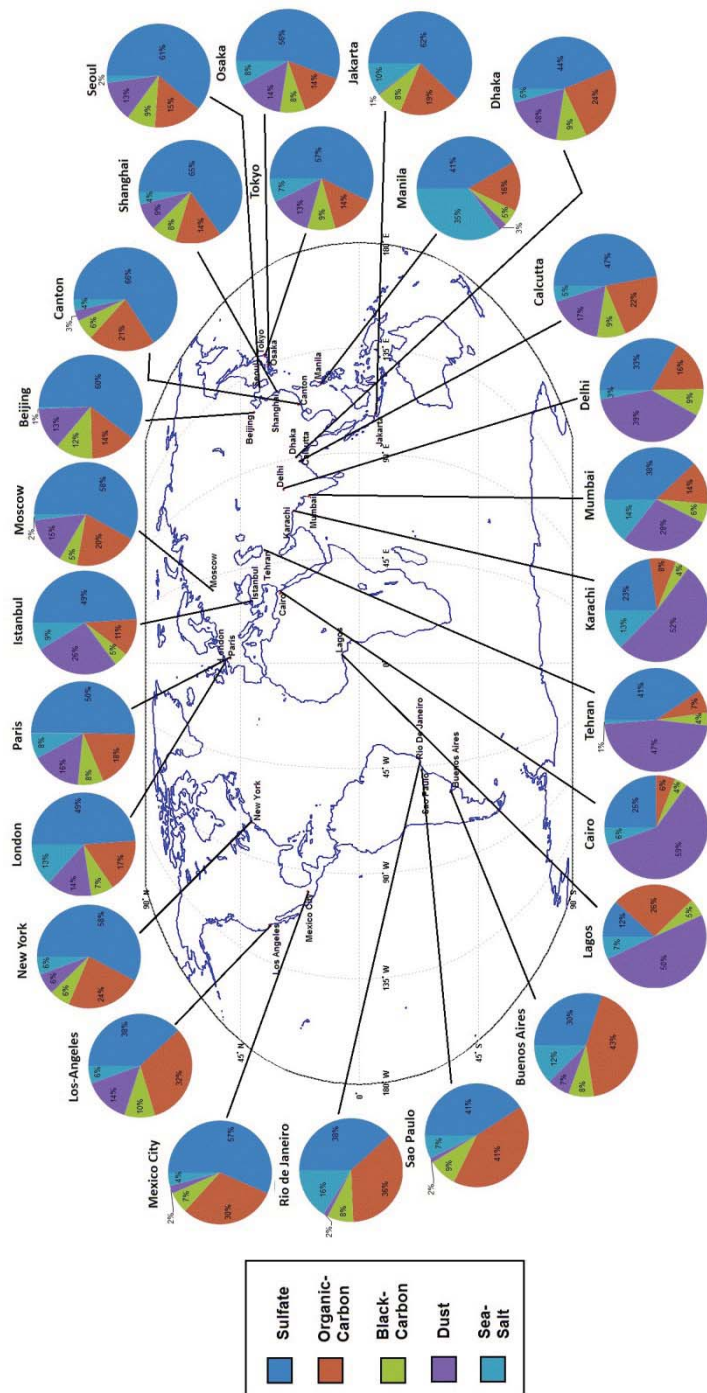 Sulfate
Organic-
Carbon
Black-
Carbon
Dust
Sea-
Salt
Mexico City
57%
30%
7%
2%
4%
Los-Angeles
38%
32%
10%
14%
6%
New York
58%
24%
6%
6%
6%
London
49%
17%
7%
14%
13%
Paris
50%
18%
8%
16%
8%
Istanbul
49%
11%
5%
26%
9%
Moscow
58%
20%
5%
15%
2%
Beijing
60%
14%
12%
13%
1%
Canton
66%
21%
6%
3%
4%
Shanghai
65%
14%
8%
9%
4%
Seoul
61%
15%
9%
13%
2%
Osaka
56%
14%
8%
14%
8%
Tokyo
57%
14%
9%
13%
7%
Jakarta
62%
19%
8%
1%
10%
Manila
41%
16%
5%
3%
35%
Dhaka
44%
24%
9%
18%
5%
Rio de Janeiro
38%
36%
8%
2%
16%
Sao Paulo
41%
41%
9%
2%
7%
Buenos Aires
30%
43%
8%
7%
12%
Lagos
12%
26%
5%
50%
7%
Cairo
26%
6%
4%
59%
6%
Tehran
41%
7%
4%
47%
1%
Karachi
23%
8%
4%
52%
13%
Mumbai
38%
14%
6%
29%
14%
Delhi
33%
16%
9%
39%
3%
Calcutta
47%
22%
9%
17%
5%
90° N
45° N
0°
45° S
90° S
180° W
135° W
90° W
45° W
0°
45° E
90° E
135° E
180° E
Los Angeles
Mexico City
New York
Rio De Janeiro
Sao Paulo
Buenos Aires
London
Paris
Moscow
Istanbul
Tehran
Cairo
Lagos
Karachi
Mumbai
Delhi
Dhaka
Calcutta
Beijing
Seoul
Tokyo
Osaka
Shanghai
Canton
Manila
Jakarta